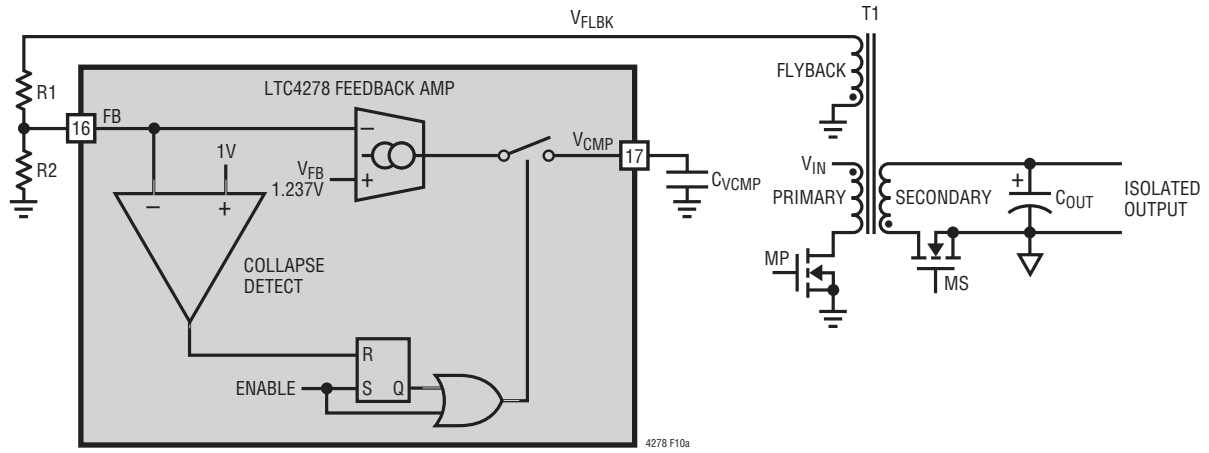 VFLBK
T1
R1
LTC4278 FEEDBACK AMP
FLYBACK
16
FB
1V
−
VCMP
17
R2
VFB
1.237V
+
CVCMP
VIN
PRIMARY
SECONDARY
+
COUT
ISOLATED
OUTPUT
−
+
COLLAPSE
DETECT
MP
MS
R
ENABLE
S
Q
4278 F10a